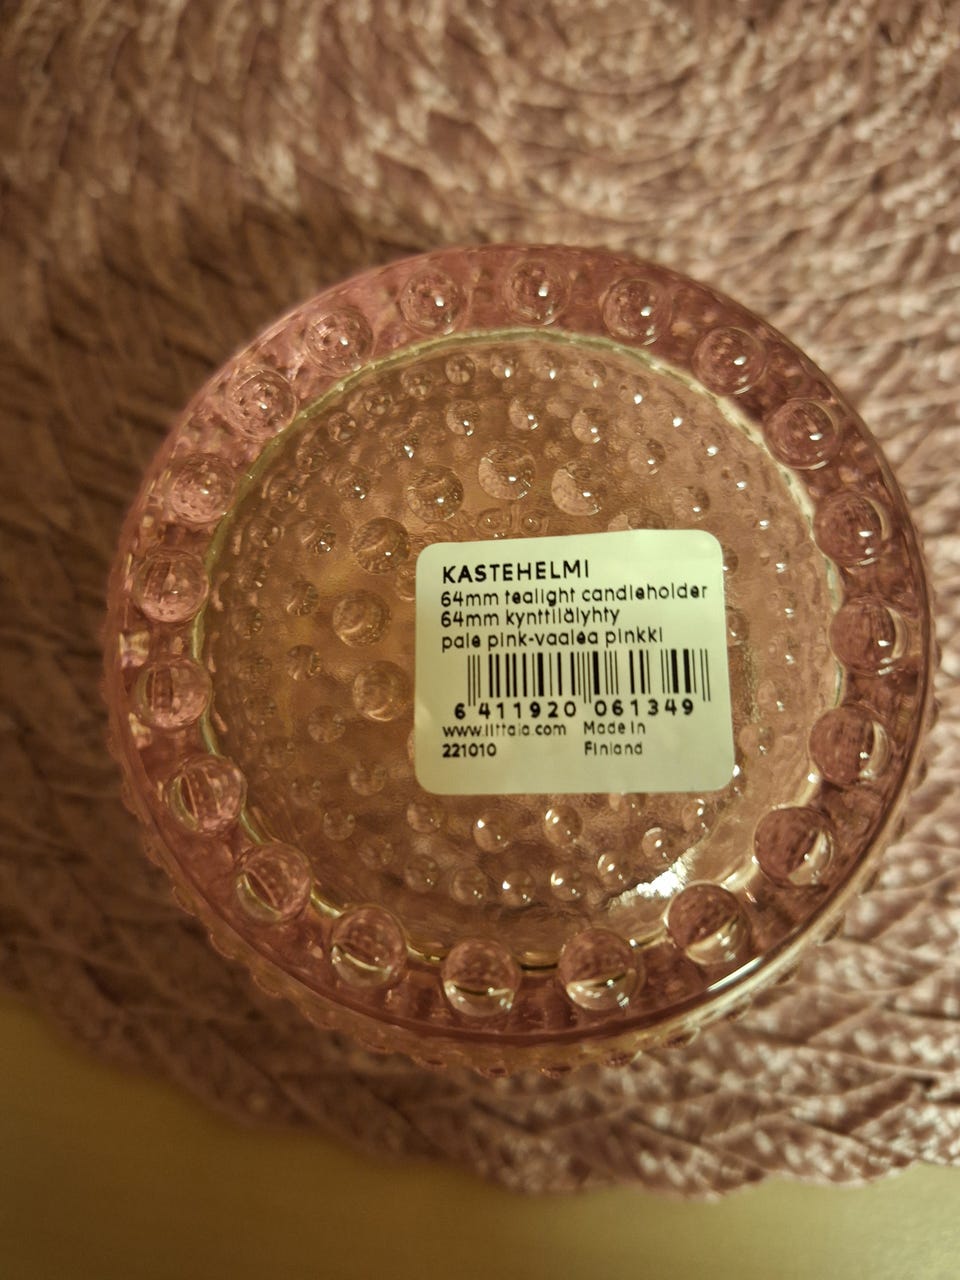 KASTEHELMI
64mm tealight candleholder
64mm kynttilälyhty
pale pink-vaalea pinkki
6 411920 061349
www.iittala.com Made in
221010 Finland